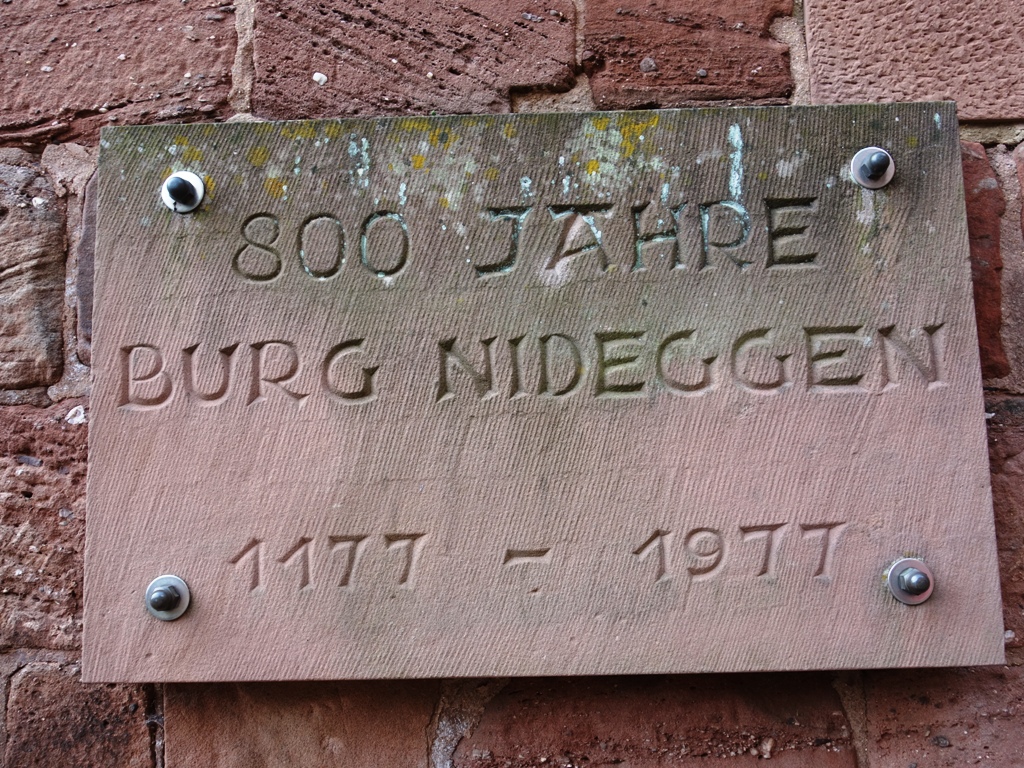 800 JAHRE
BURG NIDEGGEN
1177 - 1977